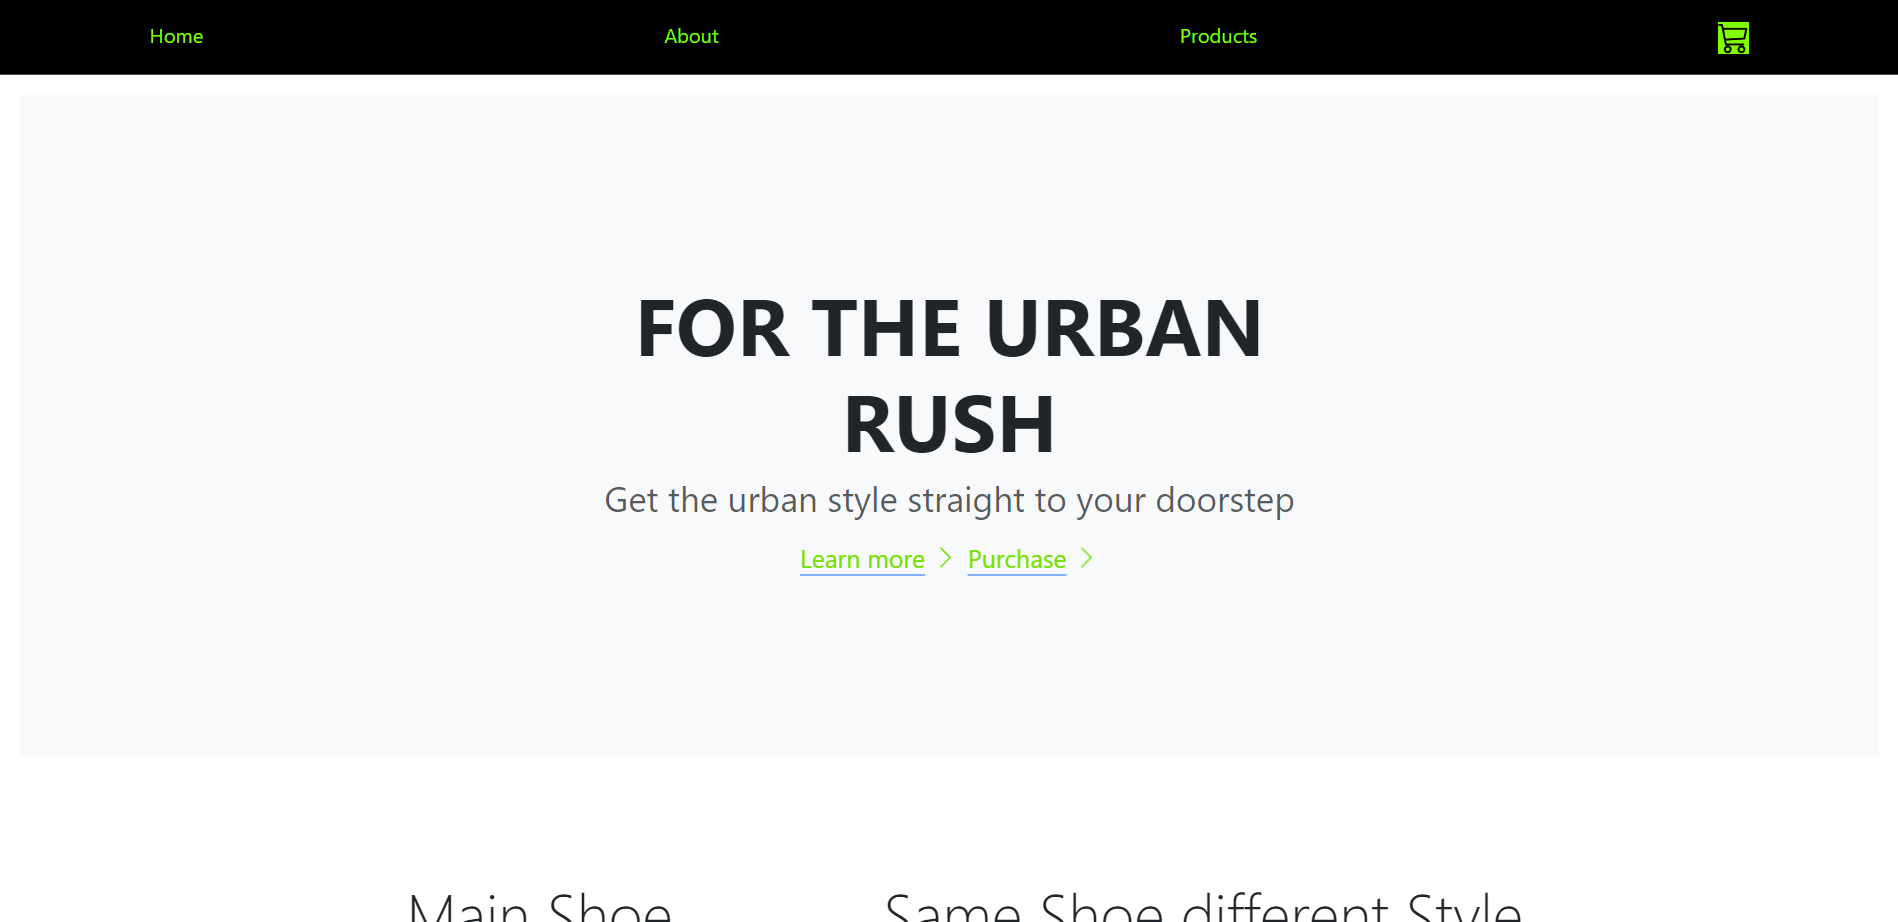 Home
About
Products
FOR THE URBAN
RUSH
Get the urban style straight to your doorstep
Learn more
Purchase
Main Shoe
Same Shoe different Style